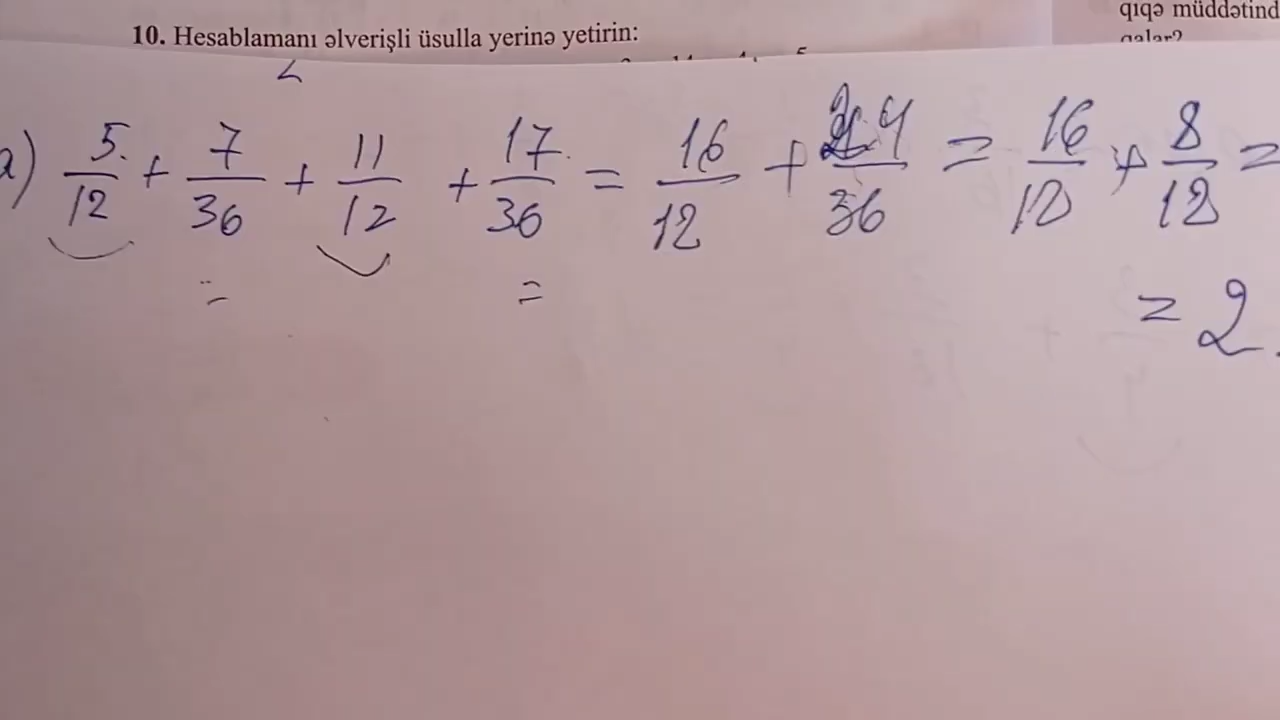 qıqə müddətind
10. Hesablamanı əlverişli üsulla yerinə yetirin:
qalar?
a) 5/12 + 7/36 + 11/12 + 17/36 = 16/12 + 24/36 = 16/12 + 8/12 =
= 2.